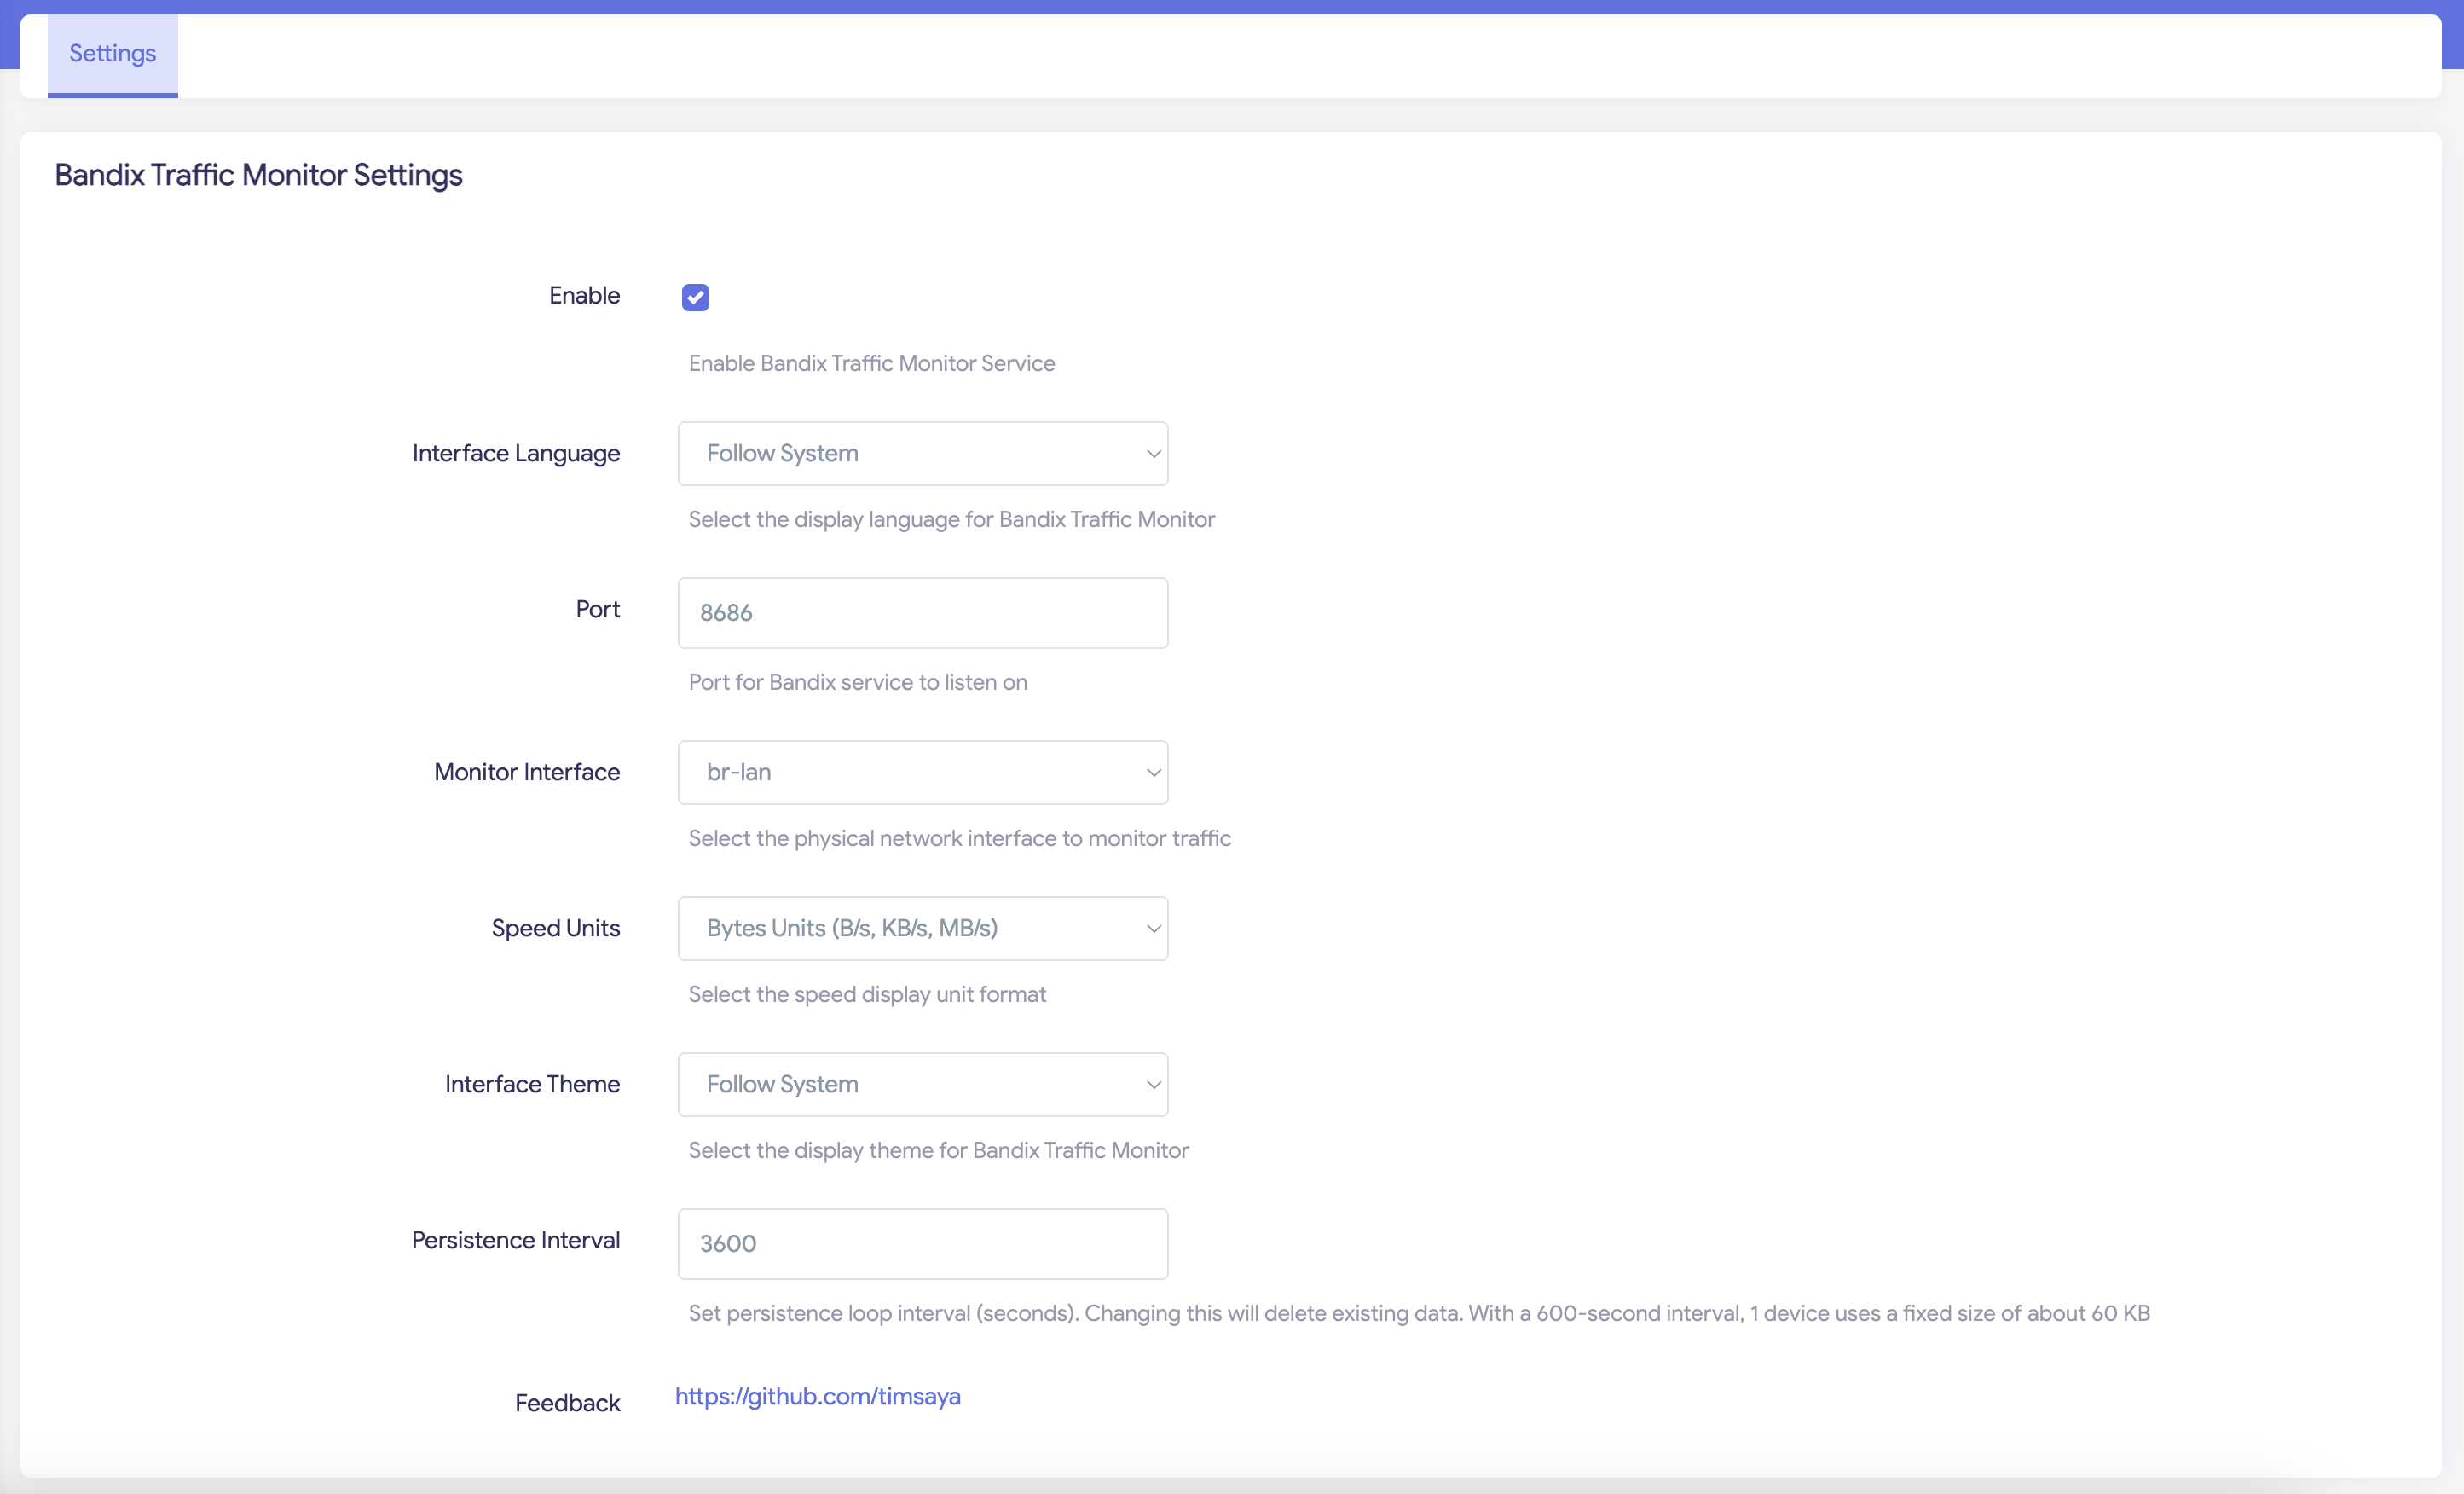 Settings
Bandix Traffic Monitor Settings
Enable
Enable Bandix Traffic Monitor Service
Interface Language
Follow System
Select the display language for Bandix Traffic Monitor
Port
8686
Port for Bandix service to listen on
Monitor Interface
br-lan
Select the physical network interface to monitor traffic
Speed Units
Bytes Units (B/s, KB/s, MB/s)
Select the speed display unit format
Interface Theme
Follow System
Select the display theme for Bandix Traffic Monitor
Persistence Interval
3600
Set persistence loop interval (seconds). Changing this will delete existing data. With a 600-second interval, 1 device uses a fixed size of about 60 KB
Feedback
https://github.com/timsaya